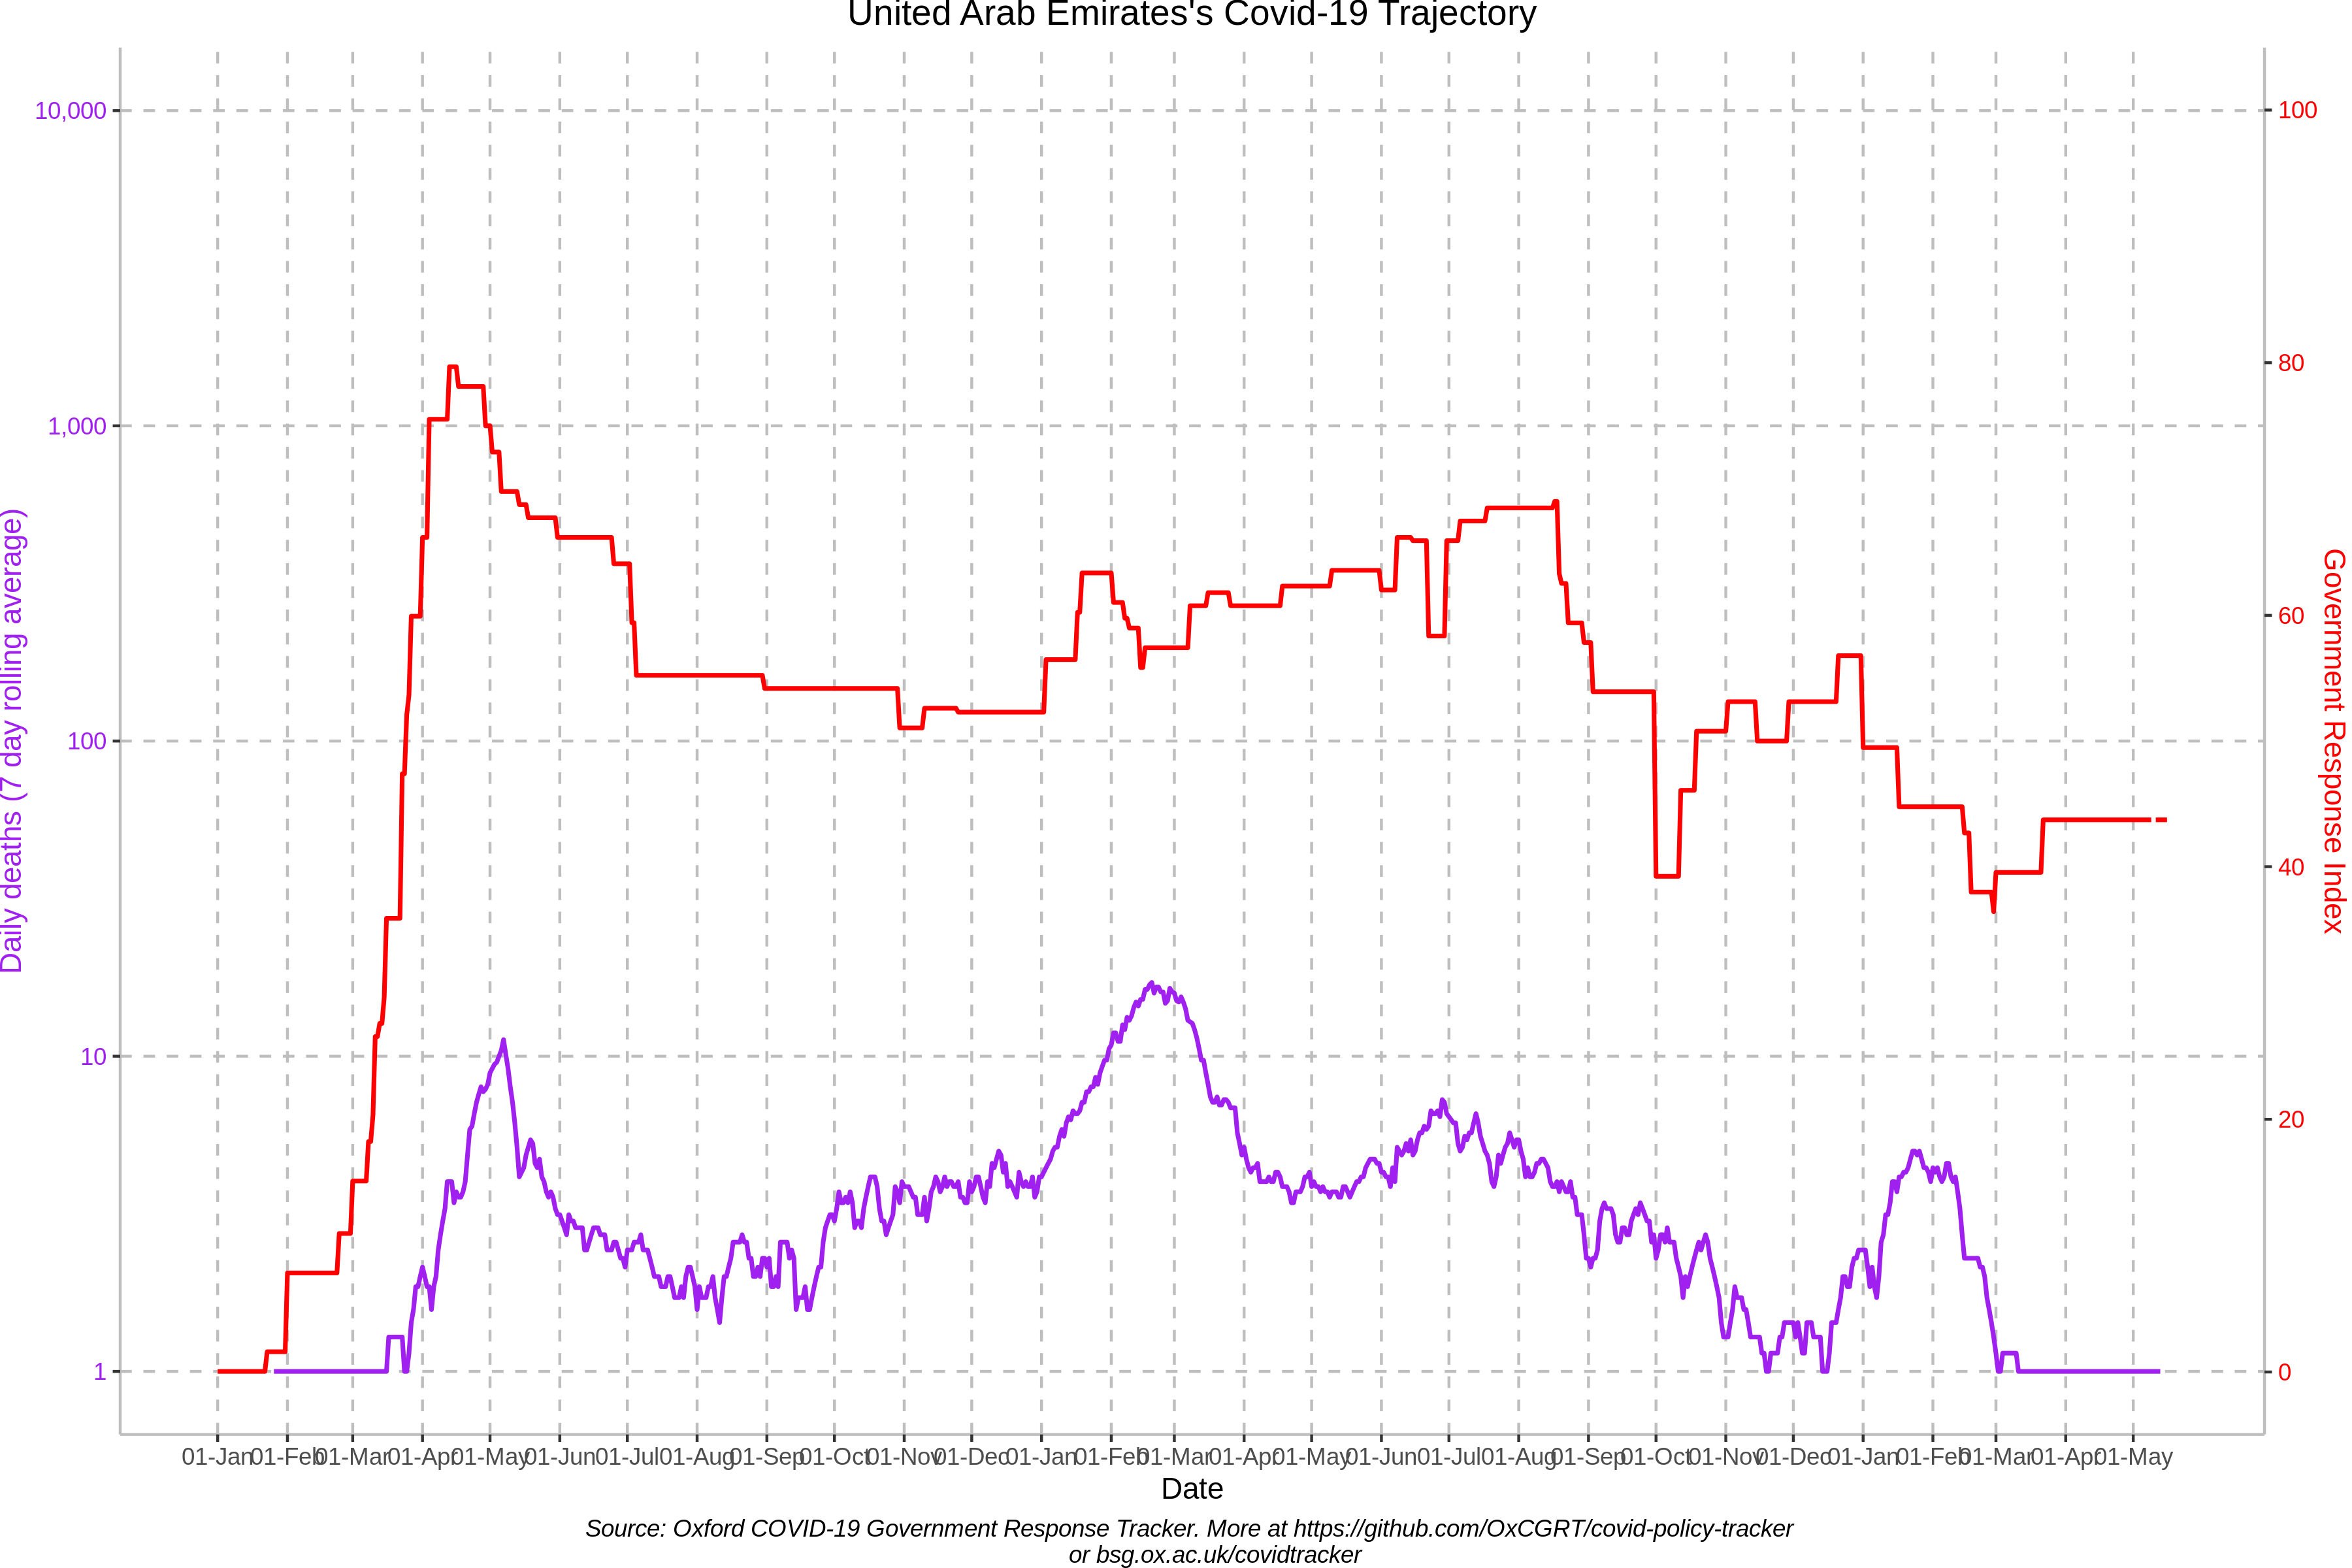 United Arab Emirates's Covid-19 Trajectory
10,000
1,000
100
10
1
Daily deaths (7 day rolling average)
100
80
60
40
20
0
Government Response Index
01-Jan 01-Feb 01-Mar 01-Apr 01-May 01-Jun 01-Jul 01-Aug 01-Sep 01-Oct 01-Nov 01-Dec 01-Jan 01-Feb 01-Mar 01-Apr 01-May 01-Jun 01-Jul 01-Aug 01-Sep 01-Oct 01-Nov 01-Dec 01-Jan 01-Feb 01-Mar 01-Apr 01-May
Date
Source: Oxford COVID-19 Government Response Tracker. More at https://github.com/OxCGRT/covid-policy-tracker
or bsg.ox.ac.uk/covidtracker